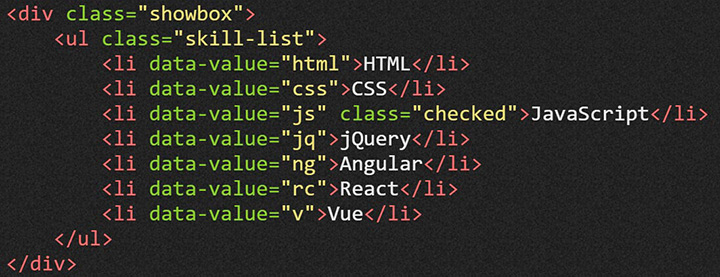 <div class="showbox">
    <ul class="skill-list">
        <li data-value="html">HTML</li>
        <li data-value="css">CSS</li>
        <li data-value="js" class="checked">JavaScript</li>
        <li data-value="jq">jQuery</li>
        <li data-value="ng">Angular</li>
        <li data-value="rc">React</li>
        <li data-value="v">Vue</li>
    </ul>
</div>